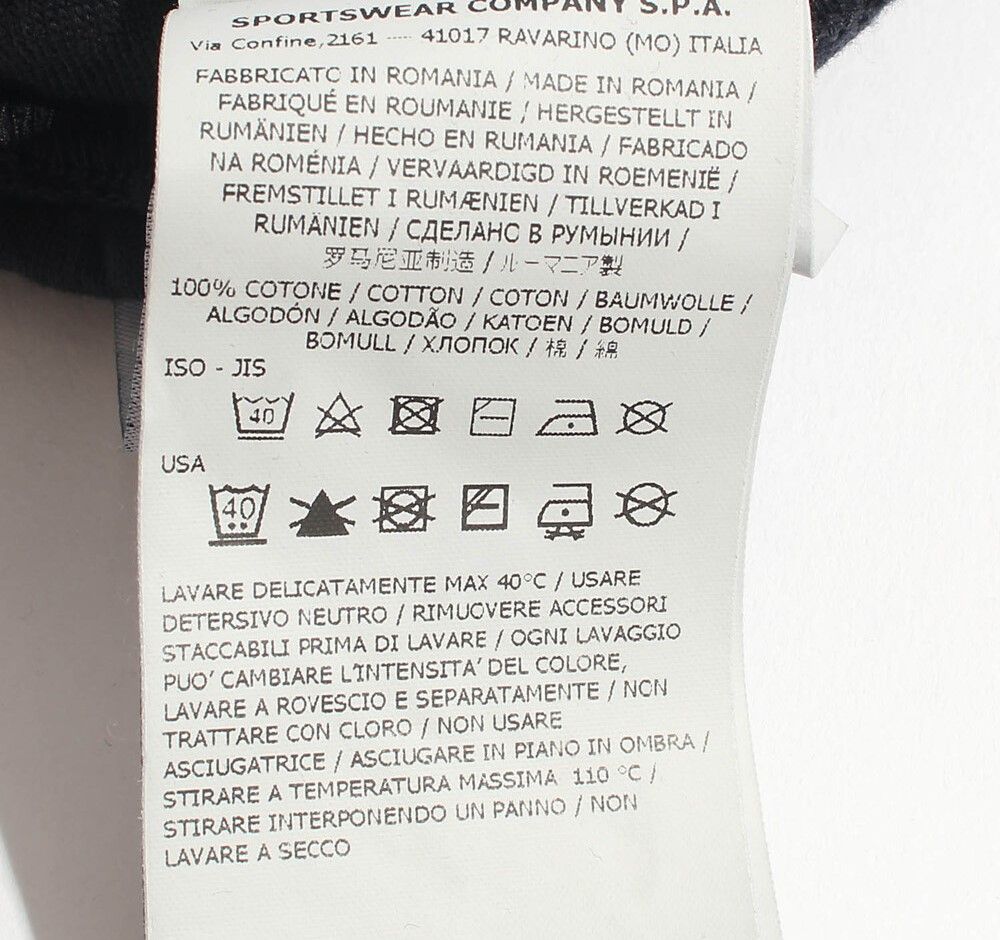 SPORTSWEAR COMPANY S.P.A.
Via Confine,2161 ---- 41017 RAVARINO (MO) ITALIA
FABBRICATO IN ROMANIA / MADE IN ROMANIA /
FABRIQUÉ EN ROUMANIE / HERGESTELLT IN
RUMÄNIEN / HECHO EN RUMANIA / FABRICADO
NA ROMÉNIA / VERVAARDIGD IN ROEMENIË /
FREMSTILLET I RUMÆNIEN / TILLVERKAD I
RUMÄNIEN / СДЕЛАНО В РУМЫНИИ /
罗马尼亚制造 / ルーマニア製
100% COTONE / COTTON / COTON / BAUMWOLLE /
ALGODÓN / ALGODÃO / KATOEN / BOMULD /
BOMULL / ХЛОПОК / 棉 / 綿
ISO - JIS
40
USA
40
LAVARE DELICATAMENTE MAX 40°C / USARE
DETERSIVO NEUTRO / RIMUOVERE ACCESSORI
STACCABILI PRIMA DI LAVARE / OGNI LAVAGGIO
PUO' CAMBIARE L'INTENSITA' DEL COLORE,
LAVARE A ROVESCIO E SEPARATAMENTE / NON
TRATTARE CON CLORO / NON USARE
ASCIUGATRICE / ASCIUGARE IN PIANO IN OMBRA /
STIRARE A TEMPERATURA MASSIMA 110 °C /
STIRARE INTERPONENDO UN PANNO / NON
LAVARE A SECCO